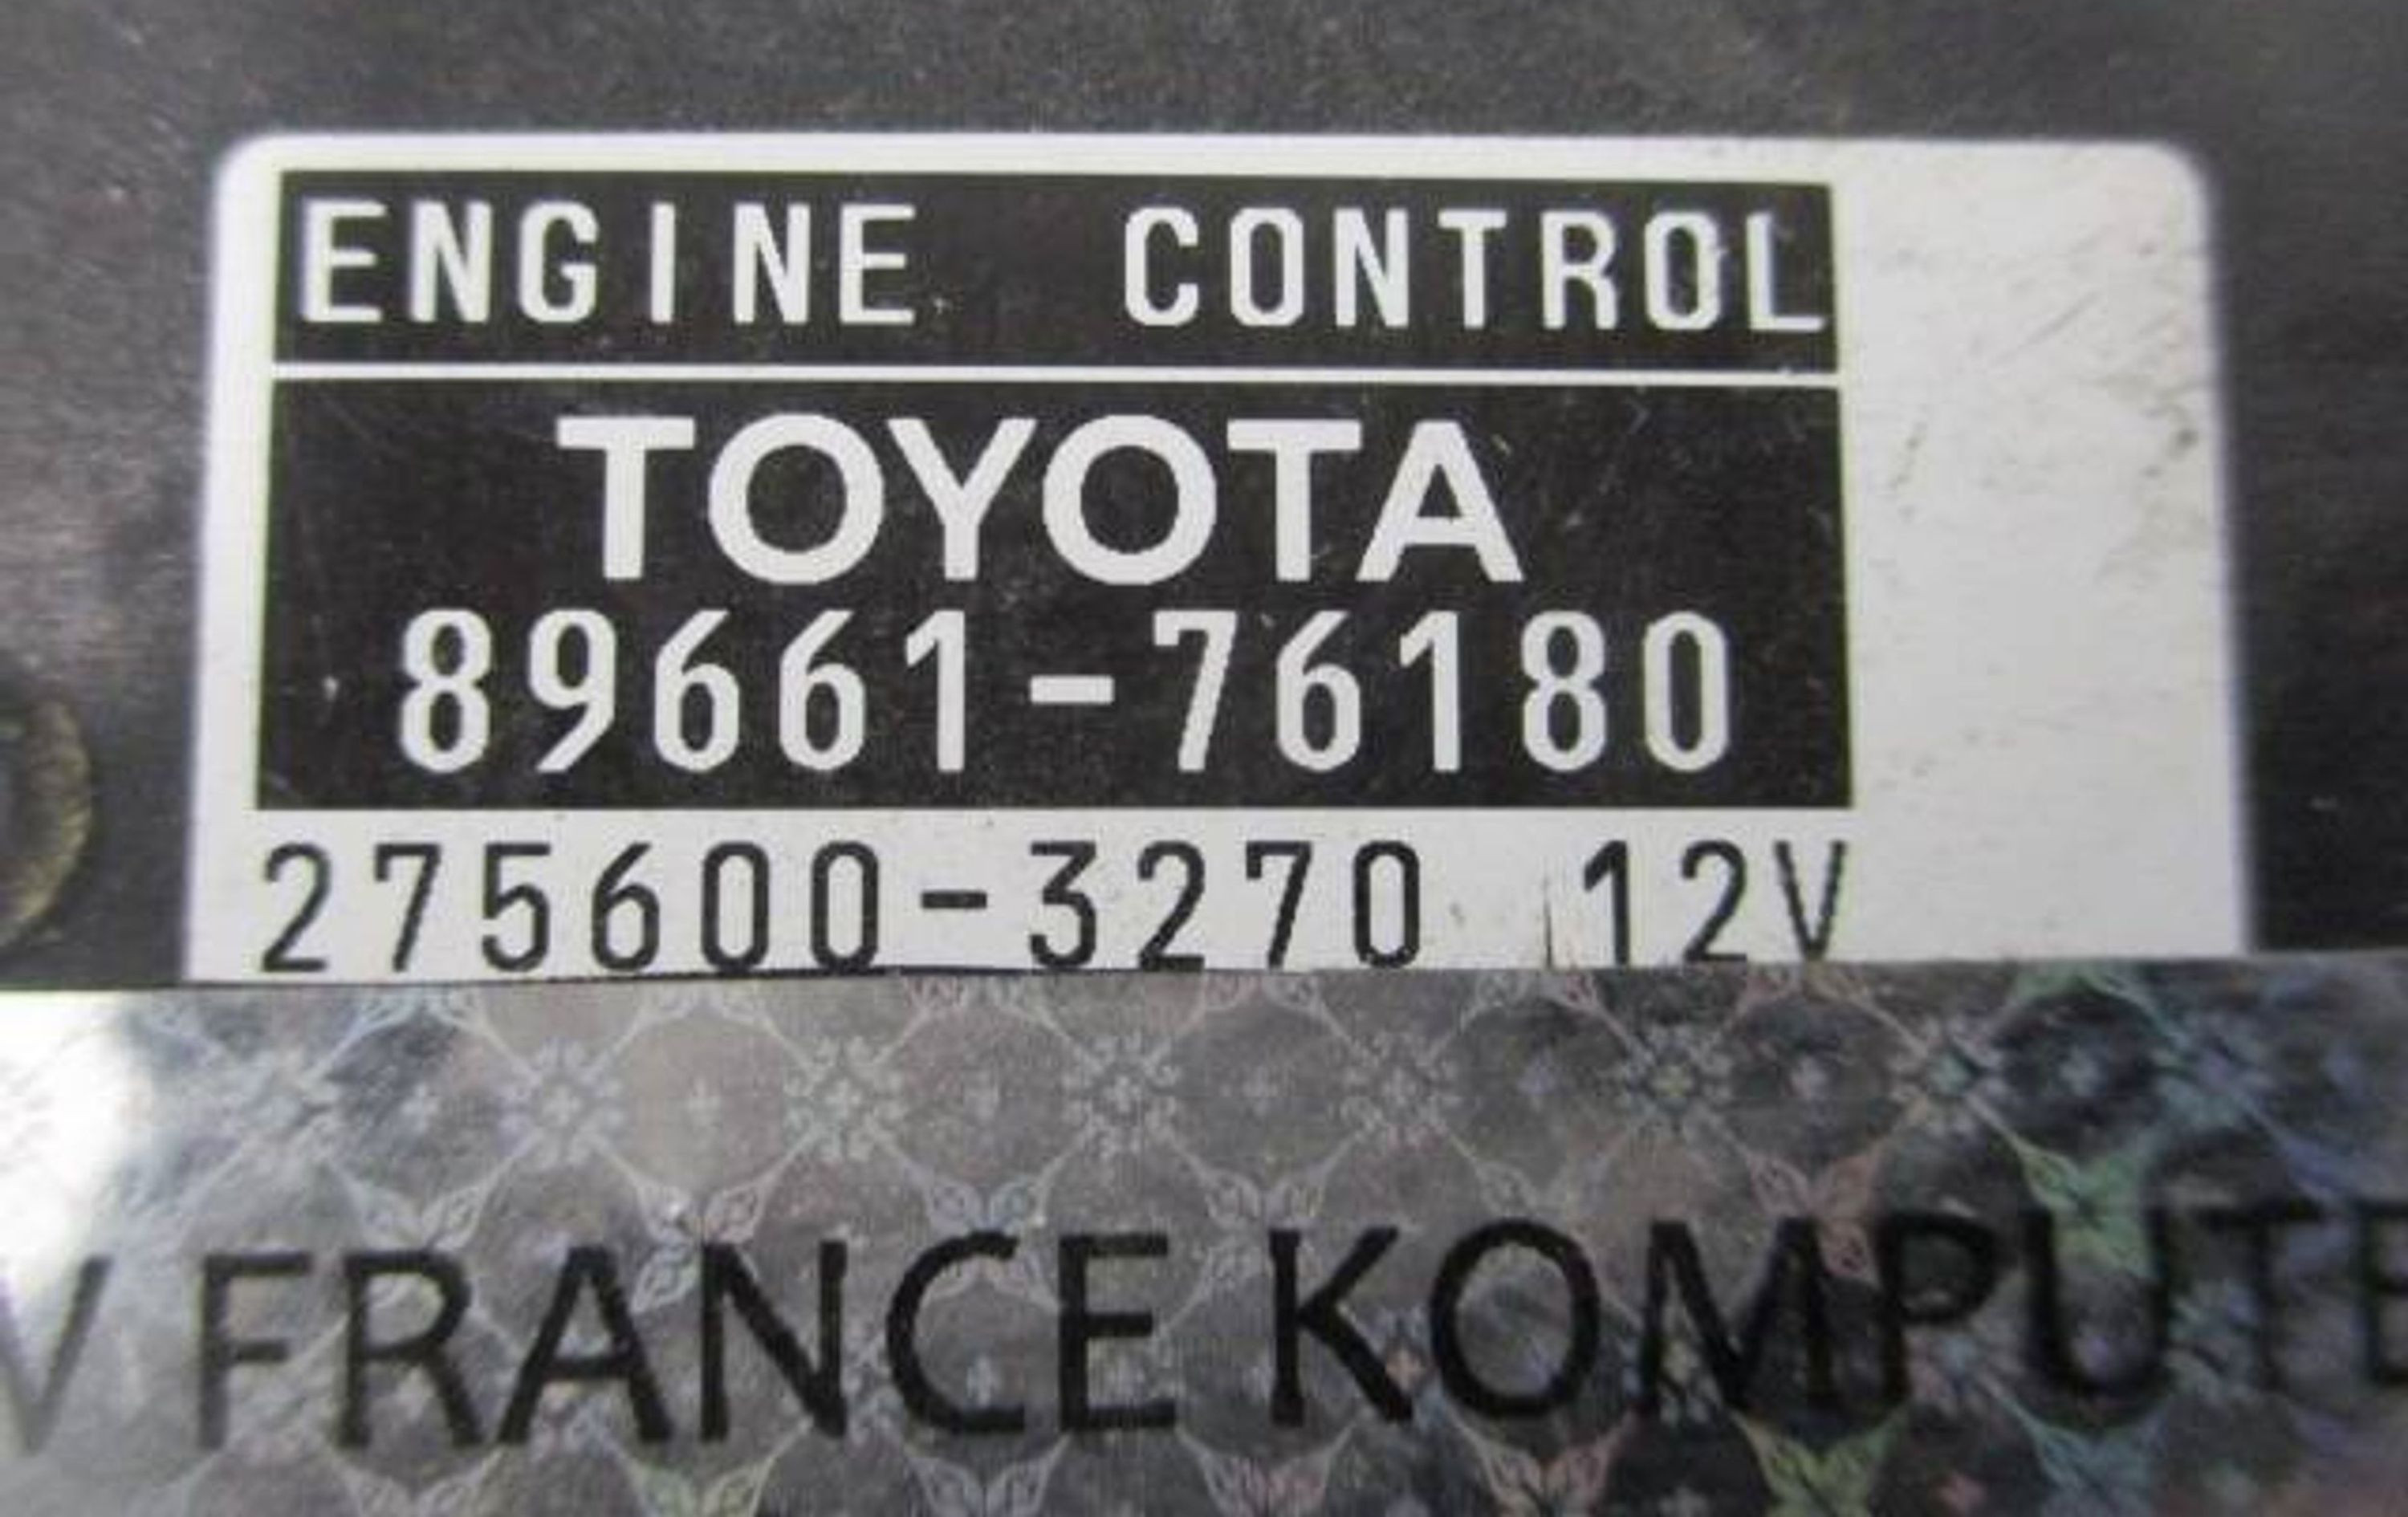 ENGINE CONTROL
TOYOTA
89661-76180
275600-3270 12V
FRANCE